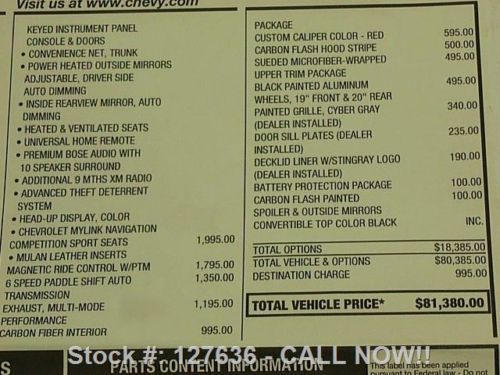 Visit us at www.chevy.com
KEYED INSTRUMENT PANEL
CONSOLE & DOORS
• CONVENIENCE NET, TRUNK
• POWER HEATED OUTSIDE MIRRORS
ADJUSTABLE, DRIVER SIDE
AUTO DIMMING
• INSIDE REARVIEW MIRROR, AUTO
DIMMING
• HEATED & VENTILATED SEATS
• UNIVERSAL HOME REMOTE
• PREMIUM BOSE AUDIO WITH
10 SPEAKER SURROUND
• ADDITIONAL 9 MTHS XM RADIO
• ADVANCED THEFT DETERRENT
SYSTEM
• HEAD-UP DISPLAY, COLOR
• CHEVROLET MYLINK NAVIGATION
COMPETITION SPORT SEATS 1,995.00
• MULAN LEATHER INSERTS
MAGNETIC RIDE CONTROL W/PTM 1,795.00
6 SPEED PADDLE SHIFT AUTO 1,350.00
TRANSMISSION
EXHAUST, MULTI-MODE 1,195.00
PERFORMANCE
CARBON FIBER INTERIOR 995.00
PACKAGE
CUSTOM CALIPER COLOR - RED 595.00
CARBON FLASH HOOD STRIPE 500.00
SUEDED MICROFIBER-WRAPPED 495.00
UPPER TRIM PACKAGE
BLACK PAINTED ALUMINUM 495.00
WHEELS, 19" FRONT & 20" REAR
PAINTED GRILLE, CYBER GRAY 340.00
(DEALER INSTALLED)
DOOR SILL PLATES (DEALER 235.00
INSTALLED)
DECKLID LINER W/STINGRAY LOGO 190.00
(DEALER INSTALLED)
BATTERY PROTECTION PACKAGE 100.00
CARBON FLASH PAINTED 100.00
SPOILER & OUTSIDE MIRRORS
CONVERTIBLE TOP COLOR BLACK INC.
TOTAL OPTIONS $18,385.00
TOTAL VEHICLE & OPTIONS $80,385.00
DESTINATION CHARGE 995.00
TOTAL VEHICLE PRICE* $81,380.00
Stock #: 127636 - CALL NOW!!
S
PARTS CONTENT INFORMATION
This label has been applied
pursuant to Federal law - Do not